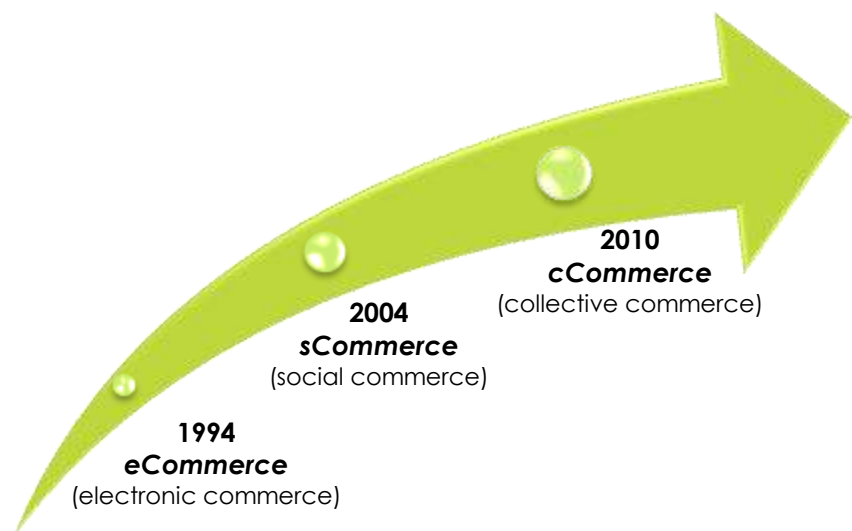 1994
eCommerce
(electronic commerce)
2004
sCommerce
(social commerce)
2010
cCommerce
(collective commerce)